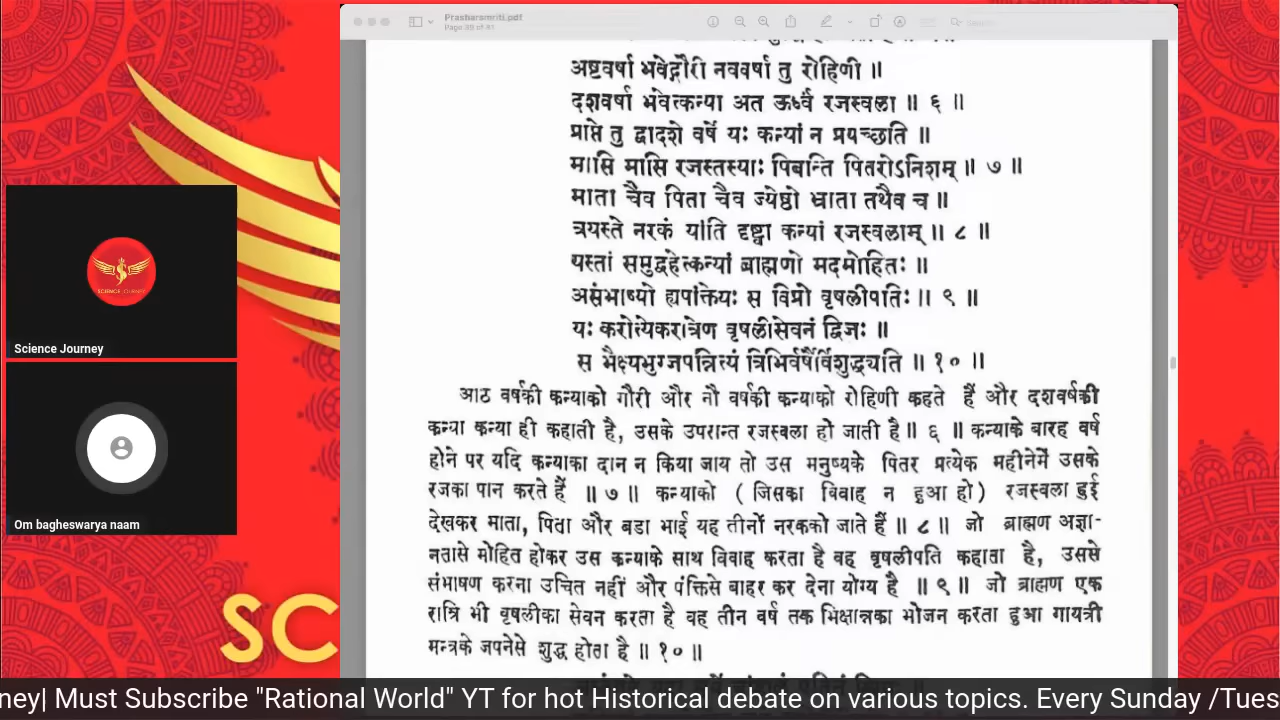 Prasharsmriti.pdf
Page 39 of 81
अष्टवर्षा भवेद्गौरी नववर्षा तु रोहिणी ॥
दशवर्षा भवेत्कन्या अत ऊर्ध्वं रजस्वला ॥ ६ ॥
प्राप्ते तु द्वादशे वर्षे यः कन्यां न प्रयच्छति ॥
मासि मासि रजस्तस्याः पिबन्ति पितरोऽनिशम् ॥ ७ ॥
माता चैव पिता चैव ज्येष्ठो भ्राता तथैव च ॥
त्रयस्ते नरकं यांति दृष्ट्वा कन्यां रजस्वलाम् ॥ ८ ॥
यस्तां समुद्वहेत्कन्यां ब्राह्मणो मदमोहितः ॥
असंभाष्यो ह्यपांक्तेयः स विप्रो वृषलीपतिः ॥ ९ ॥
यः करोत्येकरात्रेण वृषलीसेवनं द्विजः ॥
स भैक्ष्यभुग्जपन्नित्यं त्रिभिर्वर्षैर्विशुद्ध्यति ॥ १० ॥
आठ वर्षकी कन्याको गौरी और नौ वर्षकी कन्याको रोहिणी कहते हैं और दशवर्षकी
कन्या कन्या ही कहाती है, उसके उपरान्त रजस्वला हो जाती है॥ ६ ॥ कन्याके बारह वर्ष
होने पर यदि कन्याका दान न किया जाय तो उस मनुष्यके पितर प्रत्येक महीनेमें उसके
रजका पान करते हैं ॥ ७ ॥ कन्याको ( जिसका विवाह न हुआ हो ) रजस्वला हुई
देखकर माता, पिता और बडा भाई यह तीनों नरकको जाते हैं ॥ ८ ॥ जो ब्राह्मण अज्ञा-
नतासे मोहित होकर उस कन्याके साथ विवाह करता है वह वृषलीपति कहाता है, उससे
संभाषण करना उचित नहीं और पंक्तिसे बाहर कर देना योग्य है ॥ ९ ॥ जो ब्राह्मण एक
रात्रि भी वृषलीका सेवन करता है वह तीन वर्ष तक भिक्षान्नका भोजन करता हुआ गायत्री
मन्त्रके जपनेसे शुद्ध होता है ॥ १० ॥
SCIENCE JOURNEY
Science Journey
Om bagheswarya naam
SC
ney| Must Subscribe "Rational World" YT for hot Historical debate on various topics. Every Sunday /Tues